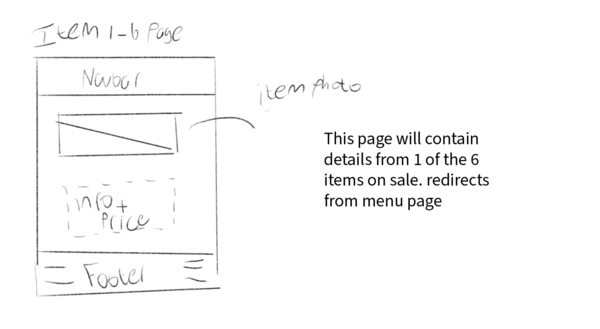 Item 1-6 Page
Navbar
item photo
This page will contain
details from 1 of the 6
items on sale. redirects
from menu page
info +
Price
Footer